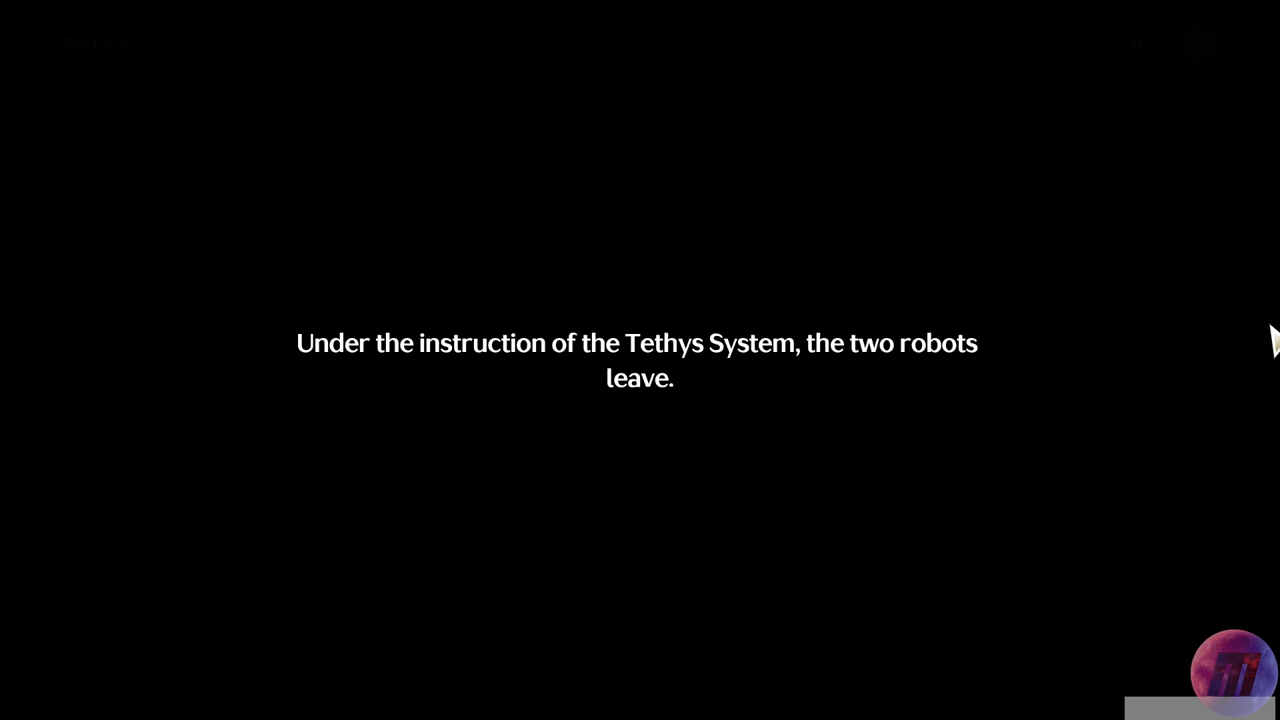 Under the instruction of the Tethys System, the two robots
leave.